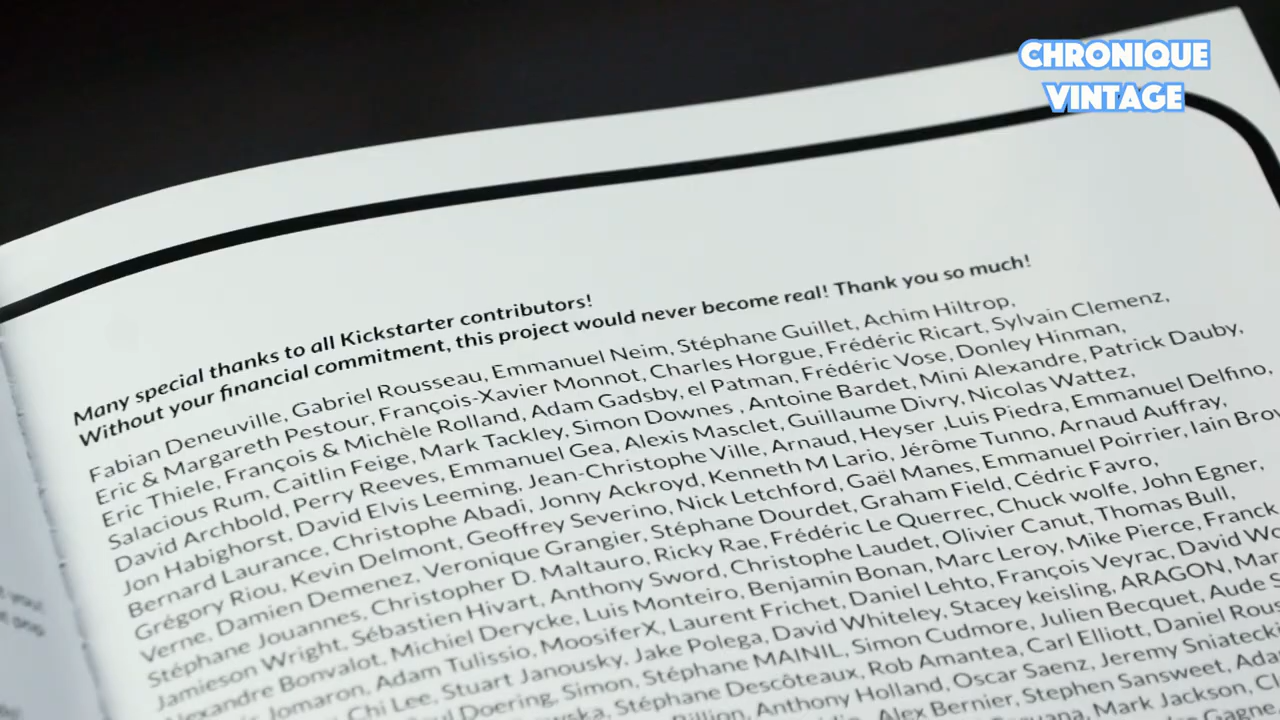 CHRONIQUE
VINTAGE
Many special thanks to all Kickstarter contributors!
Without your financial commitment, this project would never become real! Thank you so much!
Fabian Deneuville, Gabriel Rousseau, Emmanuel Neim, Stéphane Guillet, Achim Hiltrop,
Eric & Margareth Pestour, François-Xavier Monnot, Charles Horgue, Frédéric Ricart, Sylvain Clemenz,
Eric Thiele, François & Michèle Rolland, Adam Gadsby, el Patman, Frédéric Vose, Donley Hinman,
Salacious Rum, Caitlin Feige, Mark Tackley, Simon Downes , Antoine Bardet, Mini Alexandre, Patrick Dauby,
David Archbold, Perry Reeves, Emmanuel Gea, Alexis Masclet, Guillaume Divry, Nicolas Wattez,
Jon Habighorst, David Elvis Leeming, Jean-Christophe Ville, Arnaud, Heyser ,Luis Piedra, Emmanuel Delfino,
Bernard Laurance, Christophe Abadi, Jonny Ackroyd, Kenneth M Lario, Jérôme Tunno, Arnaud Auffray,
Grégory Riou, Kevin Delmont, Geoffrey Severino, Nick Letchford, Gaël Manes, Emmanuel Poirrier, Iain
Verne, Damien Demenez, Veronique Grangier, Stéphane Dourdet, Graham Field, Cédric Favro,
Stéphane Jouannes, Christopher D. Maltauro, Ricky Rae, Frédéric Le Querrec, Chuck wolfe, John Egner,
Jamieson Wright, Sébastien Hivart, Anthony Sword, Christophe Laudet, Olivier Canut, Thomas Bull,
Alexandre Bonvalot, Michiel Derycke, Luis Monteiro, Benjamin Bonan, Marc Leroy, Mike Pierce, Franck
Jomaron, Adam Tulissio, MoosiferX, Laurent Frichet, Daniel Lehto, François Veyrac, David
Chi Lee, Stuart Janousky, Jake Polega, David Whiteley, Stacey keisling, ARAGON,
Doering, Simon, Stéphane MAINIL, Simon Cudmore, Julien Becquet, Aude
Stéphane Descôteaux, Rob Amantea, Carl Elliott, Daniel
Billion, Anthony Holland, Oscar Saenz, Jeremy
Alex Bernier, Stephen Sansweet,
Mark Jackson,